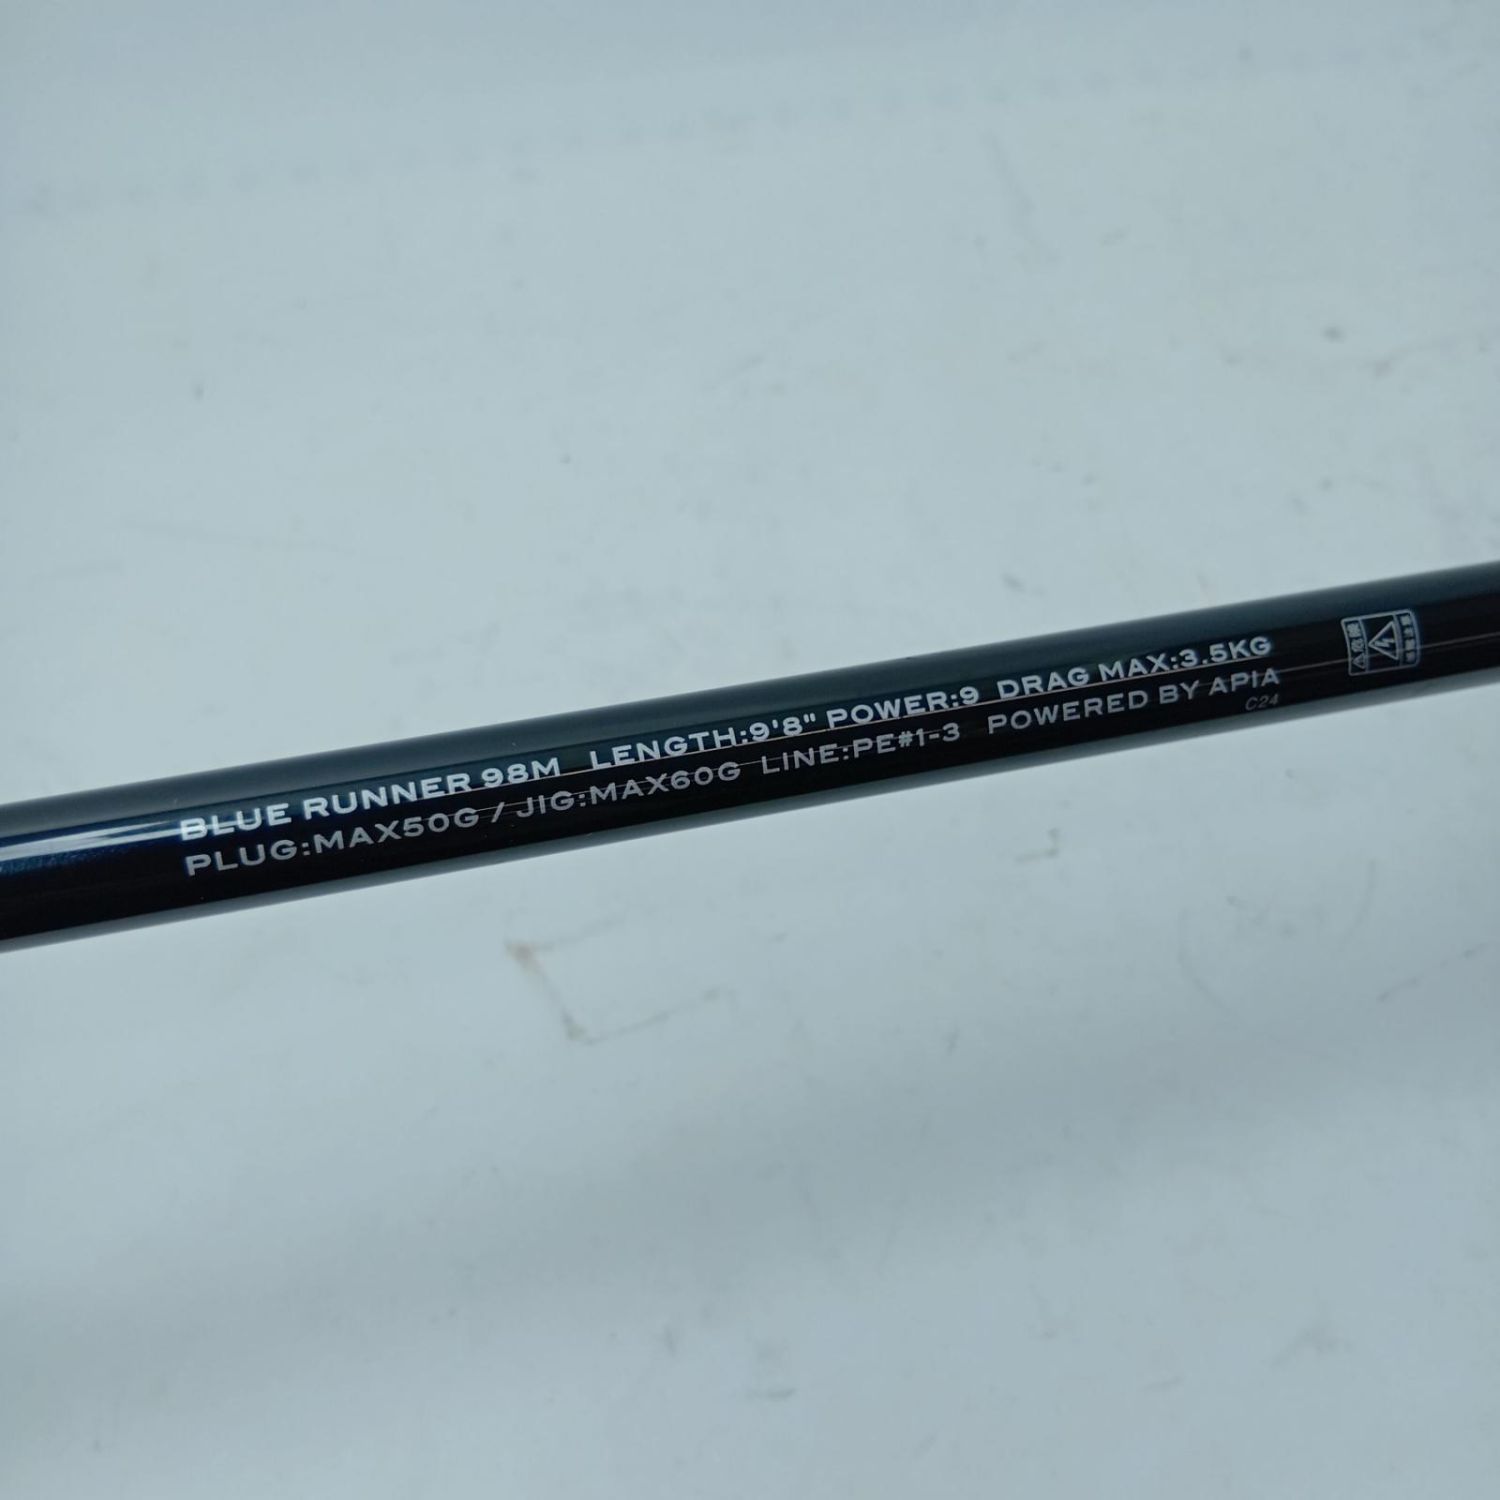 BLUE RUNNER 98M LENGTH:9'8" POWER:9 DRAG MAX:3.5KG
PLUG:MAX50G / JIG:MAX60G LINE:PE#1-3 POWERED BY APIA
C24